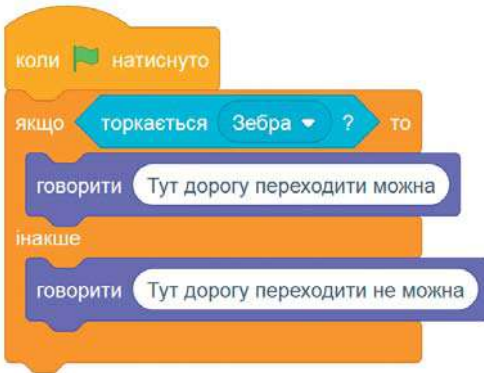 коли натиснуто
якщо торкається Зебра ? то
говорити Тут дорогу переходити можна
інакше
говорити Тут дорогу переходити не можна